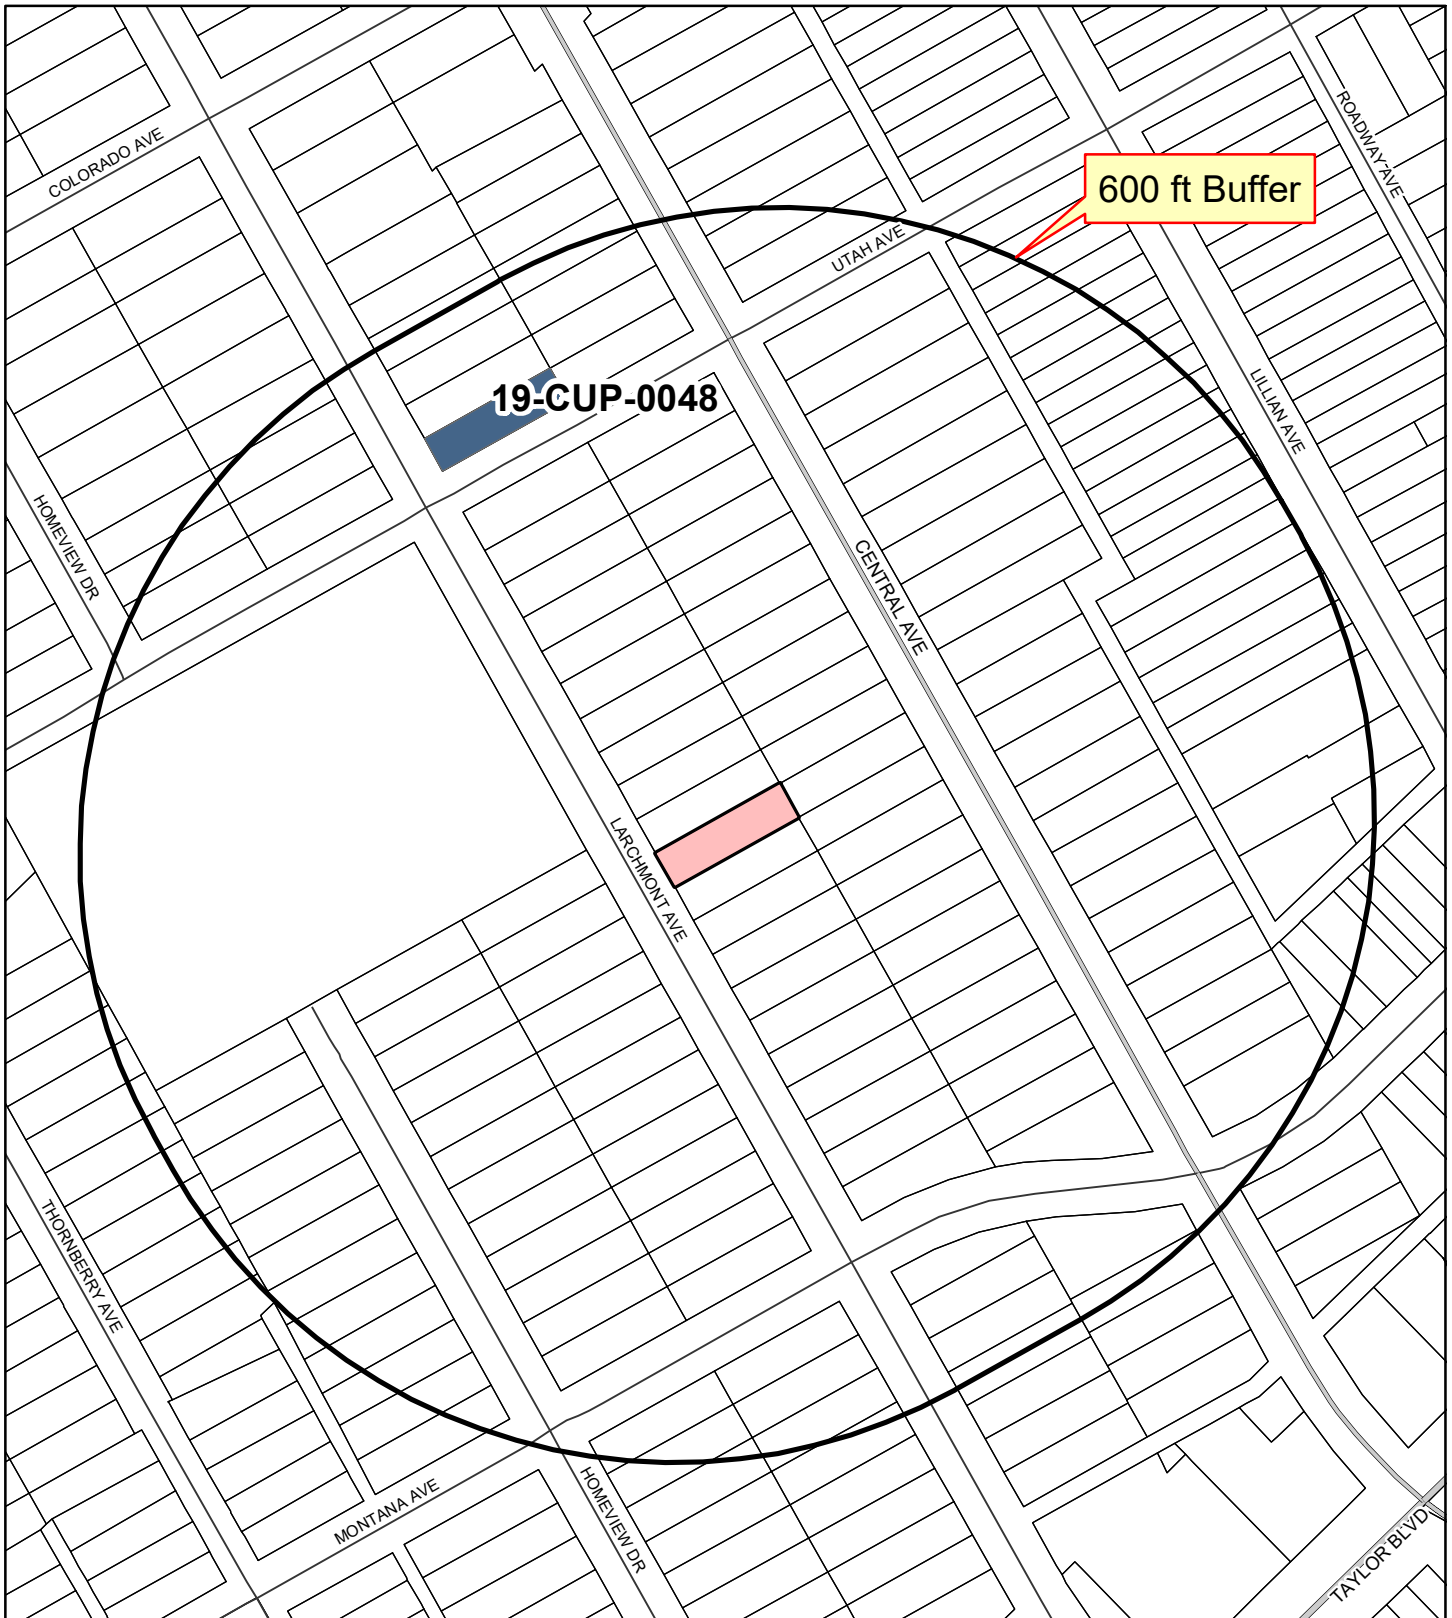 COLORADO AVE
ROADWAY AVE
600 ft Buffer
UTAH AVE
19-CUP-0048
LILLIAN AVE
HOMEVIEW DR
CENTRAL AVE
LARCHMONT AVE
THORNBERRY AVE
MONTANA AVE
HOMEVIEW DR
TAYLOR BLVD